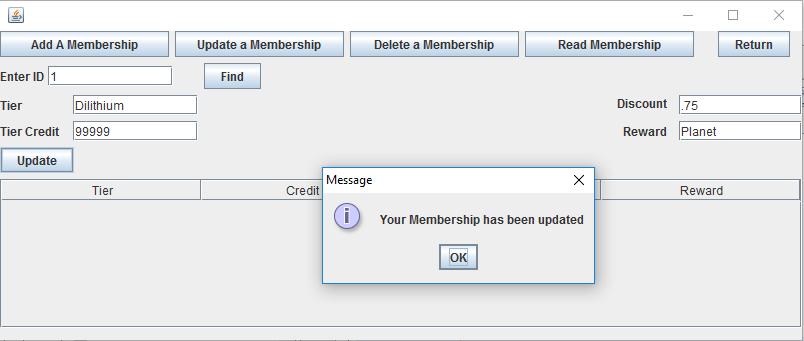 Add A Membership Update a Membership Delete a Membership Read Membership Return
Enter ID 1 Find
Tier Dilithium Discount .75
Tier Credit 99999 Reward Planet
Update
Message
Tier Credit Reward
Your Membership has been updated
OK